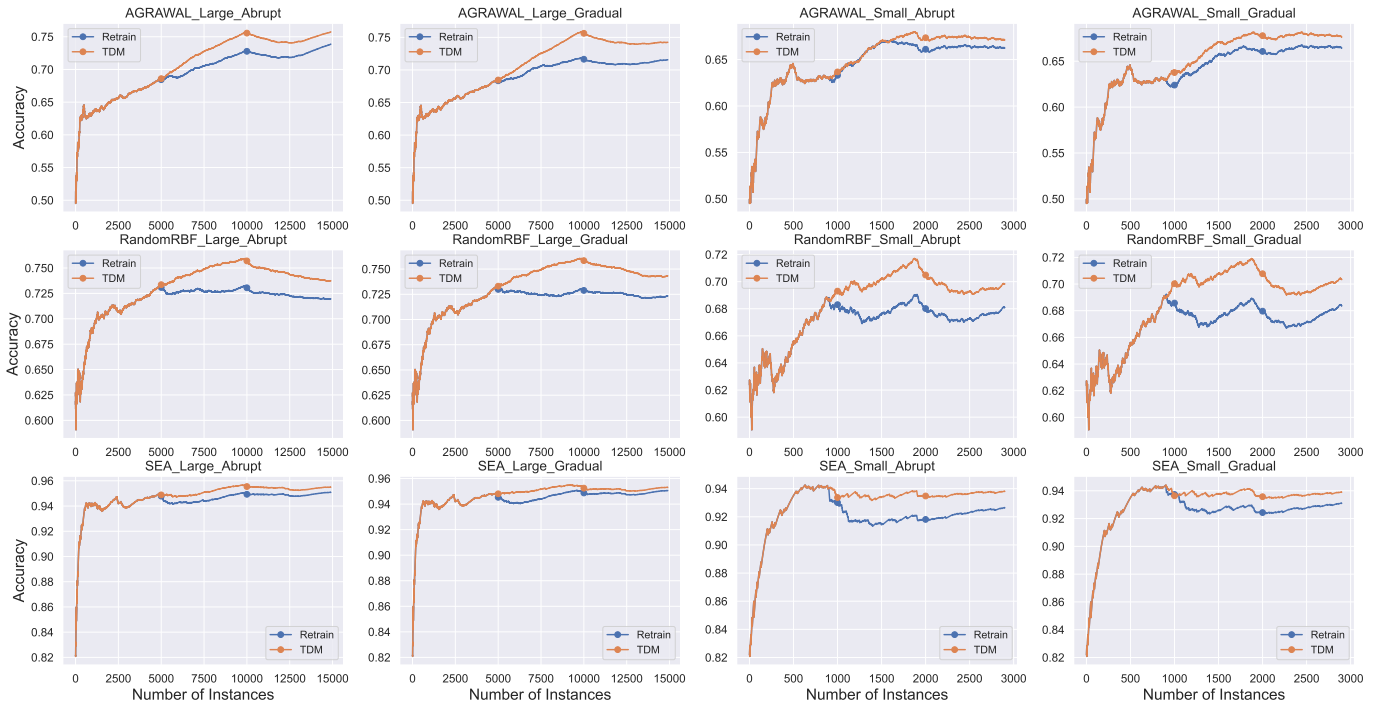 AGRAWAL_Large_Abrupt
Accuracy
0.75
0.70
0.65
0.60
0.55
0.50
Retrain
TDM
0 2500 5000 7500 10000 12500 15000
AGRAWAL_Large_Gradual
0.75
0.70
0.65
0.60
0.55
0.50
Retrain
TDM
0 2500 5000 7500 10000 12500 15000
AGRAWAL_Small_Abrupt
0.65
0.60
0.55
0.50
Retrain
TDM
0 500 1000 1500 2000 2500 3000
AGRAWAL_Small_Gradual
0.65
0.60
0.55
0.50
Retrain
TDM
0 500 1000 1500 2000 2500 3000
RandomRBF_Large_Abrupt
Accuracy
0.750
0.725
0.700
0.675
0.650
0.625
0.600
Retrain
TDM
0 2500 5000 7500 10000 12500 15000
RandomRBF_Large_Gradual
0.750
0.725
0.700
0.675
0.650
0.625
0.600
Retrain
TDM
0 2500 5000 7500 10000 12500 15000
RandomRBF_Small_Abrupt
0.72
0.70
0.68
0.66
0.64
0.62
0.60
Retrain
TDM
0 500 1000 1500 2000 2500 3000
RandomRBF_Small_Gradual
0.72
0.70
0.68
0.66
0.64
0.62
0.60
Retrain
TDM
0 500 1000 1500 2000 2500 3000
SEA_Large_Abrupt
Accuracy
0.96
0.94
0.92
0.90
0.88
0.86
0.84
0.82
Retrain
TDM
0 2500 5000 7500 10000 12500 15000
Number of Instances
SEA_Large_Gradual
0.96
0.94
0.92
0.90
0.88
0.86
0.84
0.82
Retrain
TDM
0 2500 5000 7500 10000 12500 15000
Number of Instances
SEA_Small_Abrupt
0.94
0.92
0.90
0.88
0.86
0.84
0.82
Retrain
TDM
0 500 1000 1500 2000 2500 3000
Number of Instances
SEA_Small_Gradual
0.94
0.92
0.90
0.88
0.86
0.84
0.82
Retrain
TDM
0 500 1000 1500 2000 2500 3000
Number of Instances